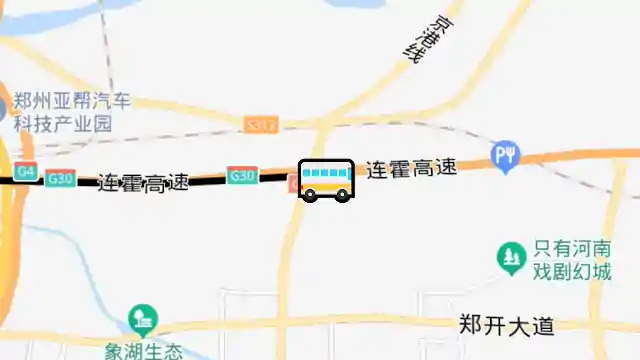 京港线
郑州亚帮汽车
科技产业园
S312
连霍高速
G4
G30
连霍高速
G30
只有河南
戏剧幻城
郑开大道
象湖生态